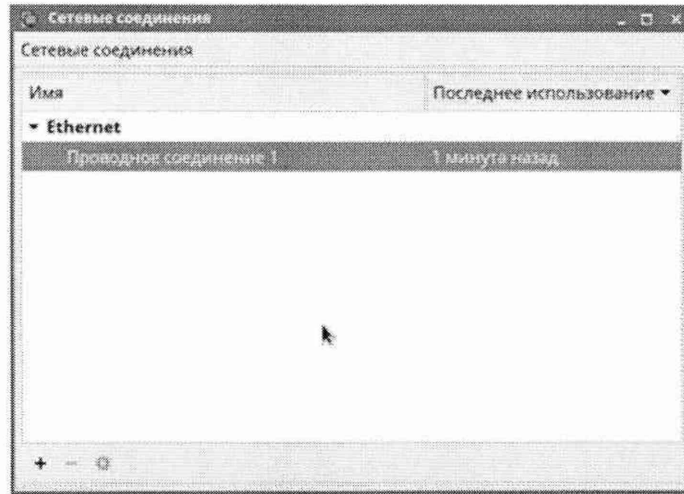 Сетевые соединения
Сетевые соединения
Имя Последнее использование
Ethernet
Проводное соединение 1 1 минута назад